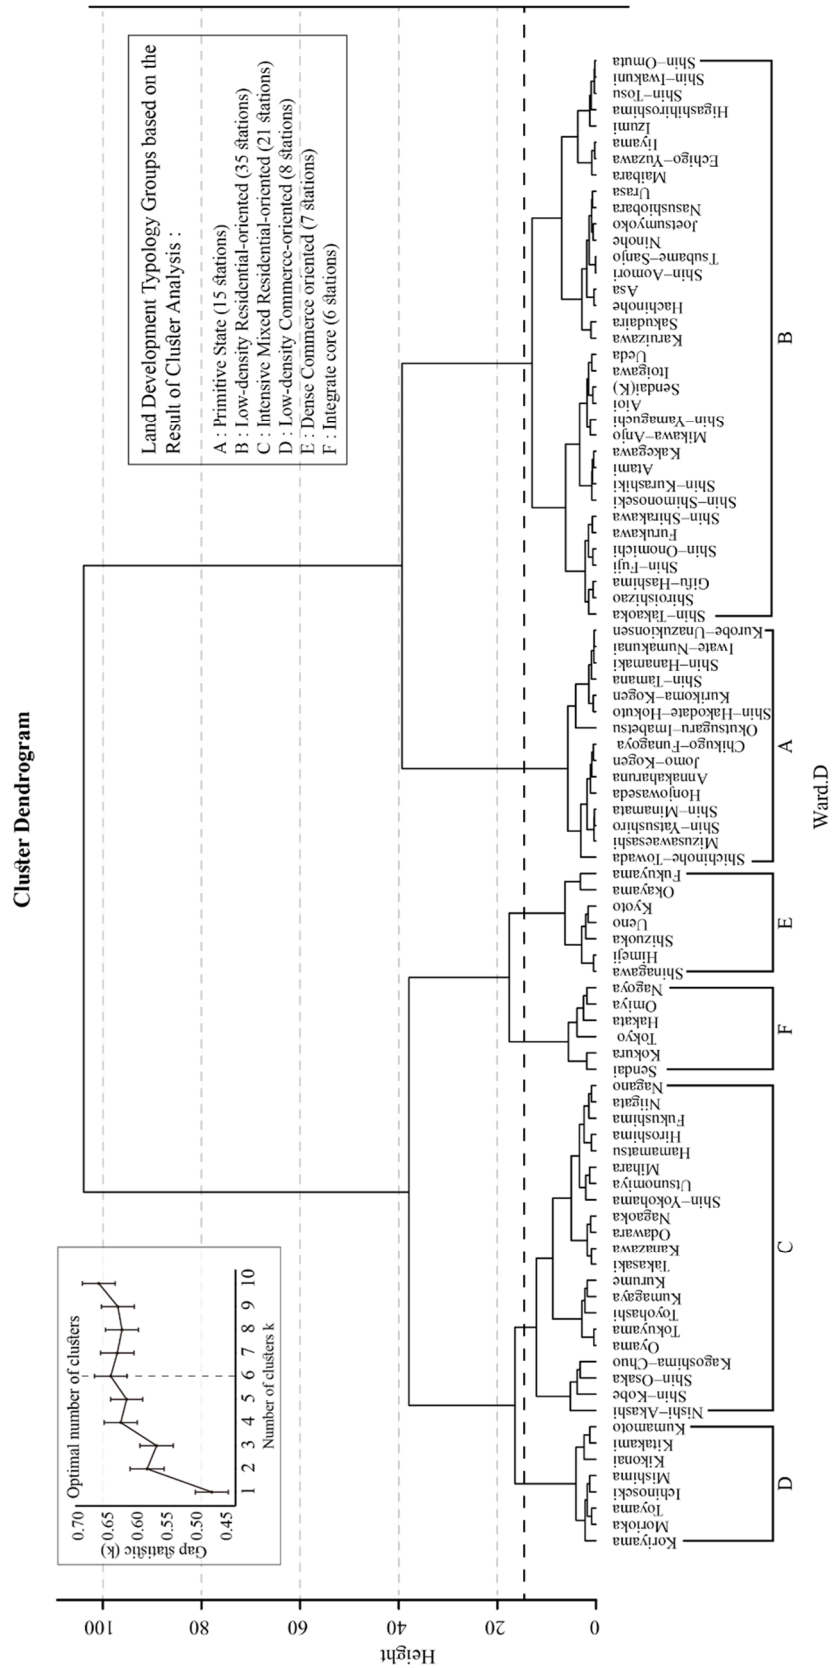 Cluster Dendrogram
Land Development Typology Groups based on the
Result of Cluster Analysis :
A : Primitive State (15 stations)
B : Low-density Residential-oriented (35 stations)
C : Intensive Mixed Residential-oriented (21 stations)
D : Low-density Commerce-oriented (8 stations)
E : Dense Commerce oriented (7 stations)
F : Integrate core (6 stations)
Optimal number of clusters
Gap statistic (k)
0.70
0.65
0.60
0.55
0.50
0.45
1 2 3 4 5 6 7 8 9 10
Number of clusters k
Height
100
80
60
40
20
0
Koriyama
Morioka
Toyama
Ichinoseki
Mishima
Kikonai
Kitakami
Kumamoto
Nishi-Akashi
Shin-Kobe
Shin-Osaka
Kagoshima-Chuo
Oyama
Tokuyama
Toyohashi
Kumagaya
Kurume
Takasaki
Kanazawa
Odawara
Nagaoka
Shin-Yokohama
Utsunomiya
Mihara
Hamamatsu
Hiroshima
Fukushima
Niigata
Nagano
Sendai
Kokura
Tokyo
Hakata
Omiya
Nagoya
Shinagawa
Himeji
Shizuoka
Ueno
Kyoto
Okayama
Fukuyama
Shichinohe-Towada
Mizusawaesashi
Shin-Yatsushiro
Shin-Minamata
Honjowaseda
Annakaharuna
Jomo-Kogen
Chikugo-Funagoya
Okutsugaru-Imabetsu
Shin-Hakodate-Hokuto
Kurikoma-Kogen
Shin-Tamana
Shin-Hanamaki
Iwate-Numakunai
Kurobe-Unazukionsen
Shin-Takaoka
Shiroishizao
Gifu-Hashima
Shin-Fuji
Shin-Onomichi
Furukawa
Shin-Shirakawa
Shin-Shimonoseki
Shin-Kurashiki
Atami
Kakegawa
Mikawa-Anjo
Shin-Yamaguchi
Aioi
Sendai(K)
Itoigawa
Ueda
Karuizawa
Sakudaira
Hachinohe
Asa
Shin-Aomori
Tsubame-Sanjo
Ninohe
Joetsumyoko
Nasushiobara
Urasa
Maibara
Echigo-Yuzawa
Iiyama
Izumi
Higashihiroshima
Shin-Tosu
Shin-Iwakuni
Shin-Omuta
D
C
F
E
A
B
Ward.D